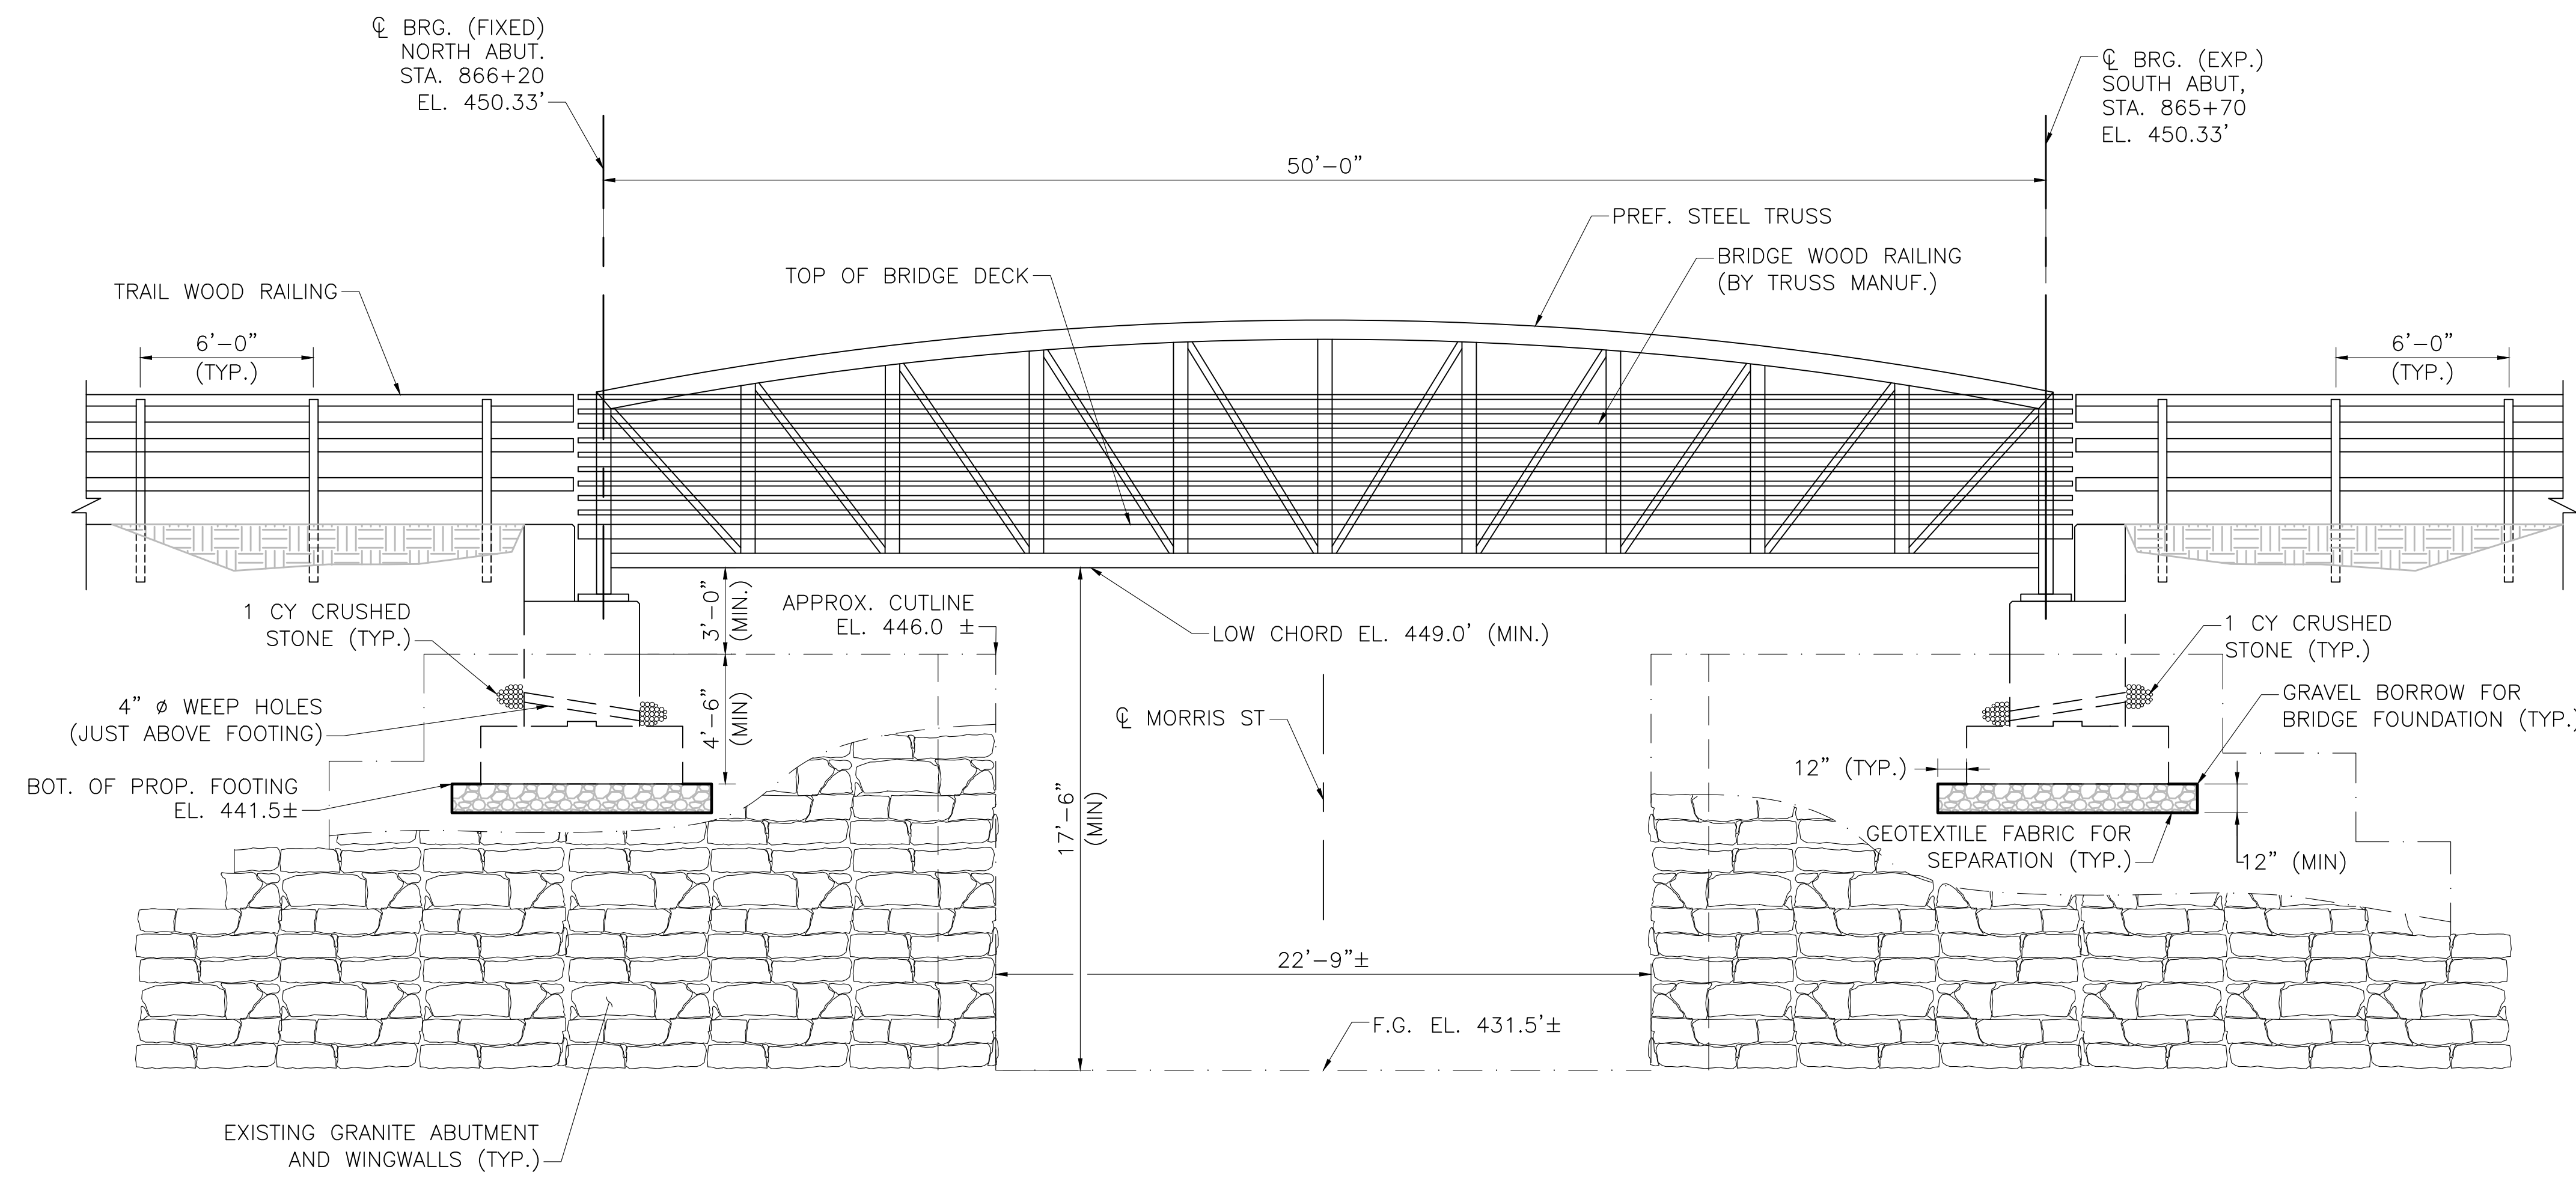 ℄ BRG. (FIXED)
NORTH ABUT.
STA. 866+20
EL. 450.33'
℄ BRG. (EXP.)
SOUTH ABUT,
STA. 865+70
EL. 450.33'
50'-0"
PREF. STEEL TRUSS
BRIDGE WOOD RAILING
(BY TRUSS MANUF.)
TOP OF BRIDGE DECK
TRAIL WOOD RAILING
6'-0"
(TYP.)
6'-0"
(TYP.)
1 CY CRUSHED
STONE (TYP.)
3'-0"
(MIN.)
APPROX. CUTLINE
EL. 446.0 ±
LOW CHORD EL. 449.0' (MIN.)
1 CY CRUSHED
STONE (TYP.)
4" ø WEEP HOLES
(JUST ABOVE FOOTING)
4'-6"
(MIN)
℄ MORRIS ST
GRAVEL BORROW FOR
BRIDGE FOUNDATION (TYP.)
BOT. OF PROP. FOOTING
EL. 441.5±
12" (TYP.)
17'-6"
(MIN)
GEOTEXTILE FABRIC FOR
SEPARATION (TYP.)
12" (MIN)
22'-9"±
F.G. EL. 431.5'±
EXISTING GRANITE ABUTMENT
AND WINGWALLS (TYP.)